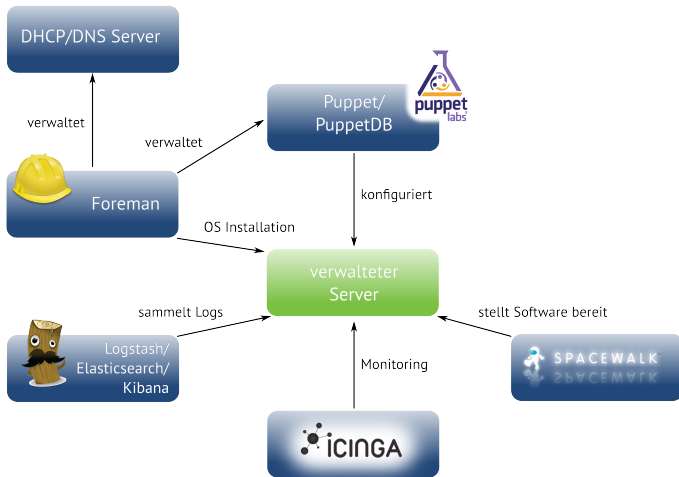 DHCP/DNS Server
verwaltet
Puppet/
PuppetDB
puppet
labs
verwaltet
Foreman
konfiguriert
OS Installation
verwalteter
Server
sammelt Logs
stellt Software bereit
Logstash/
Elasticsearch/
Kibana
Monitoring
SPACEWALK
ICINGA